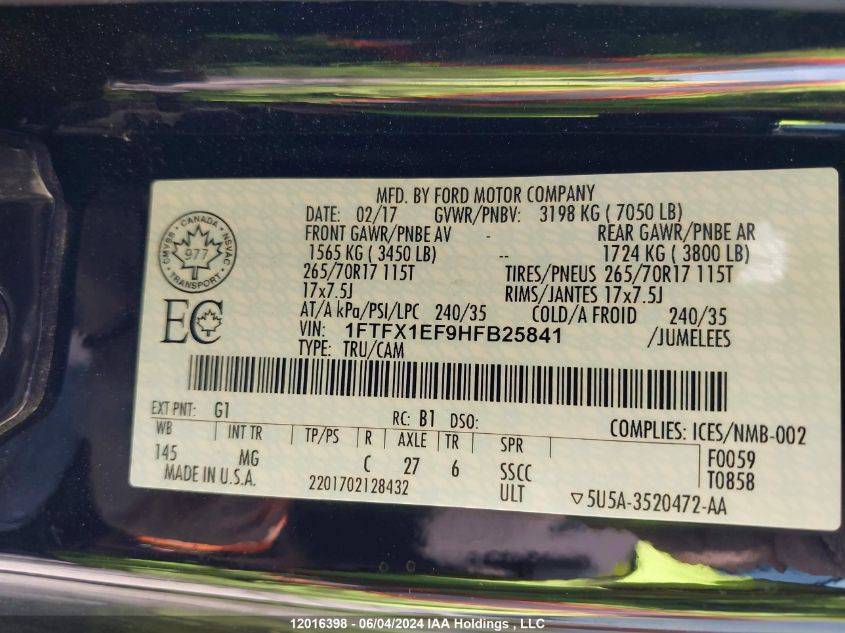 MFD. BY FORD MOTOR COMPANY
DATE: 02/17 GVWR/PNBV: 3198 KG ( 7050 LB)
FRONT GAWR/PNBE AV - REAR GAWR/PNBE AR
1565 KG ( 3450 LB) -- 1724 KG ( 3800 LB)
265/70R17 115T TIRES/PNEUS 265/70R17 115T
17x7.5J RIMS/JANTES 17x7.5J
AT/A kPa/PSI/LPC 240/35 COLD/A FROID 240/35
VIN: 1FTFX1EF9HFB25841 /JUMELEES
TYPE: TRU/CAM
CANADA
CMVSS NSVAC
977
TRANSPORT
EC
EXT PNT: G1 RC: B1 DSO: COMPLIES: ICES/NMB-002
WB INT TR TP/PS R AXLE TR SPR F0059
145 MG C 27 6 SSCC T0858
MADE IN U.S.A. 2201702128432 ULT ▽5U5A-3520472-AA
12016398 - 06/04/2024 IAA Holdings , LLC